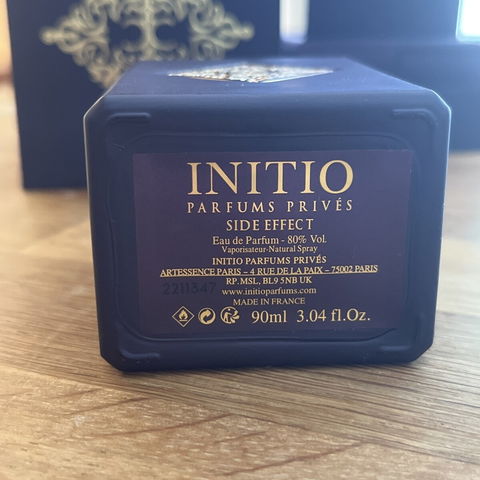 INITIO
PARFUMS PRIVÉS
SIDE EFFECT
Eau de Parfum - 80% Vol.
Vaporisateur-Natural Spray
INITIO PARFUMS PRIVÉS
ARTESSENCE PARIS – 4 RUE DE LA PAIX – 75002 PARIS
RP. MSL, BL9 5NB UK
2211347 www.initioparfums.com
MADE IN FRANCE
90ml 3.04 fl.Oz.